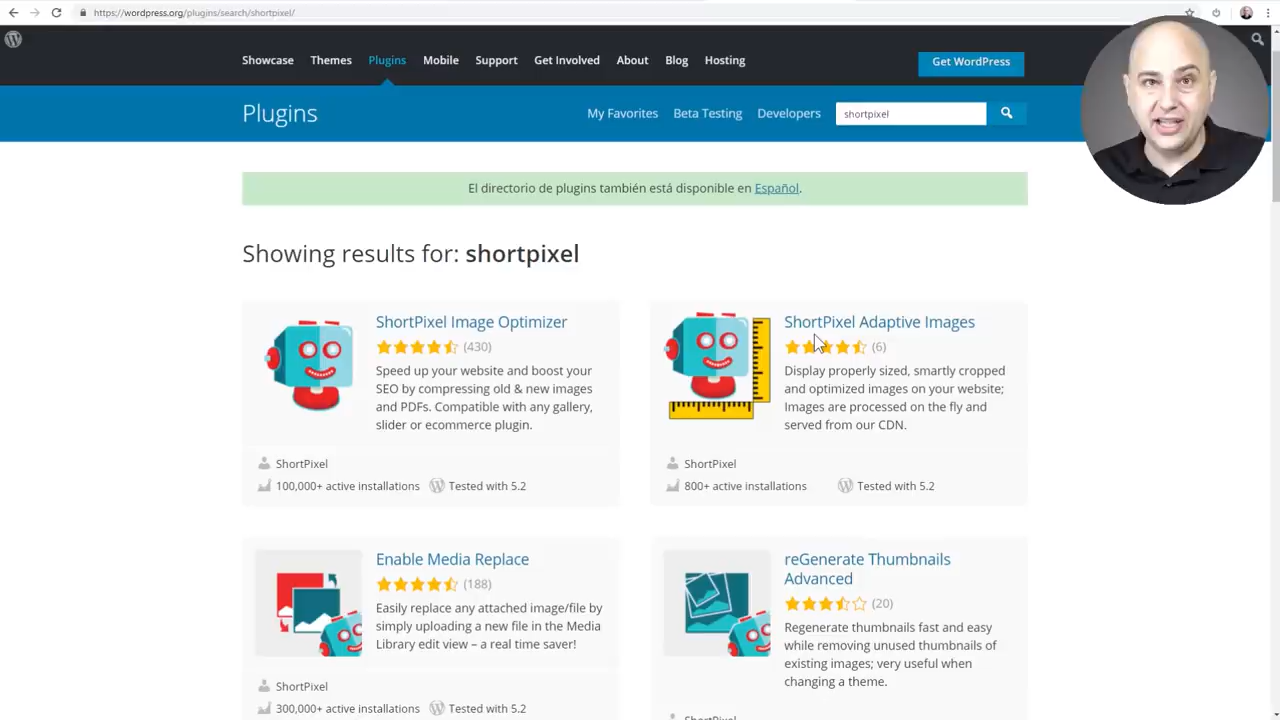 https://wordpress.org/plugins/search/shortpixel/
Showcase Themes Plugins Mobile Support Get Involved About Blog Hosting Get WordPress
Plugins My Favorites Beta Testing Developers shortpixel
El directorio de plugins también está disponible en Español.
Showing results for: shortpixel
ShortPixel Image Optimizer
(430)
Speed up your website and boost your
SEO by compressing old & new images
and PDFs. Compatible with any gallery,
slider or ecommerce plugin.
ShortPixel
100,000+ active installations Tested with 5.2
ShortPixel Adaptive Images
(6)
Display properly sized, smartly cropped
and optimized images on your website;
Images are processed on the fly and
served from our CDN.
ShortPixel
800+ active installations Tested with 5.2
Enable Media Replace
(188)
Easily replace any attached image/file by
simply uploading a new file in the Media
Library edit view – a real time saver!
ShortPixel
300,000+ active installations Tested with 5.2
reGenerate Thumbnails
Advanced
(20)
Regenerate thumbnails fast and easy
while removing unused thumbnails of
existing images; very useful when
changing a theme.
ShortPixel